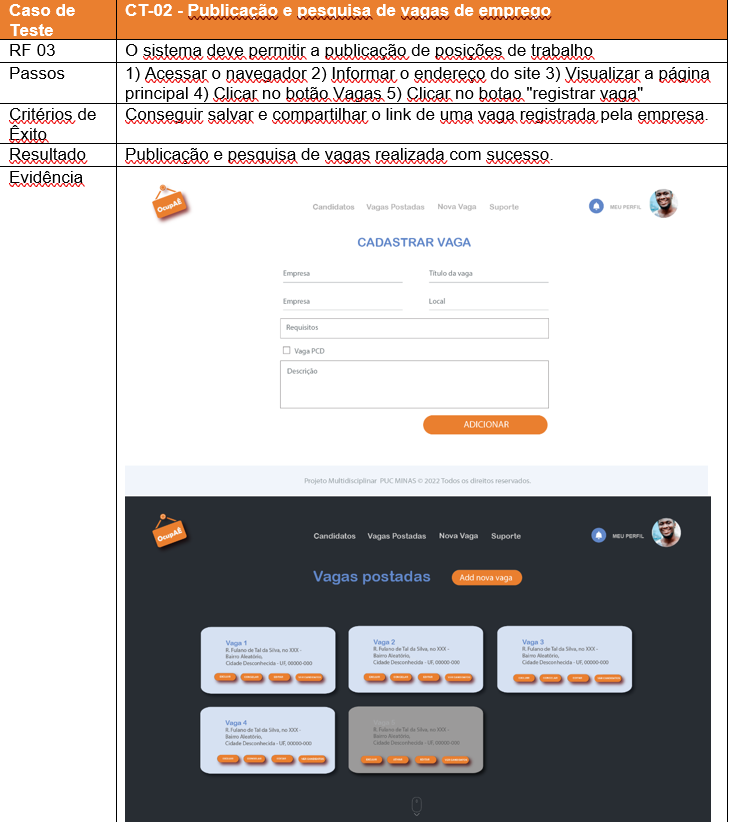 Caso de
Teste
CT-02 - Publicação e pesquisa de vagas de emprego
RF 03
O sistema deve permitir a publicação de posições de trabalho
Passos
1) Acessar o navegador 2) Informar o endereço do site 3) Visualizar a página
principal 4) Clicar no botão Vagas 5) Clicar no botao "registrar vaga"
Critérios de
Êxito
Conseguir salvar e compartilhar o link de uma vaga registrada pela empresa.
Resultado
Publicação e pesquisa de vagas realizada com sucesso.
Evidência
OcupAÊ
Candidatos Vagas Postadas Nova Vaga Suporte
MEU PERFIL
CADASTRAR VAGA
Empresa Título da vaga
Empresa Local
Requisitos
Vaga PCD
Descrição
ADICIONAR
Projeto Multidisciplinar PUC MINAS © 2022 Todos os direitos reservados.
OcupAÊ
Candidatos Vagas Postadas Nova Vaga Suporte
MEU PERFIL
Vagas postadas
Add nova vaga
Vaga 1
R. Fulano de Tal da Silva, no XXX -
Bairro Aleatório,
Cidade Desconhecida - UF, 00000-000
Vaga 2
R. Fulano de Tal da Silva, no XXX -
Bairro Aleatório,
Cidade Desconhecida - UF, 00000-000
Vaga 3
R. Fulano de Tal da Silva, no XXX -
Bairro Aleatório,
Cidade Desconhecida - UF, 00000-000
Vaga 4
R. Fulano de Tal da Silva, no XXX -
Bairro Aleatório,
Cidade Desconhecida - UF, 00000-000
R. Fulano de Tal da Silva, no XXX -
Bairro Aleatório,
Cidade Desconhecida - UF, 00000-000